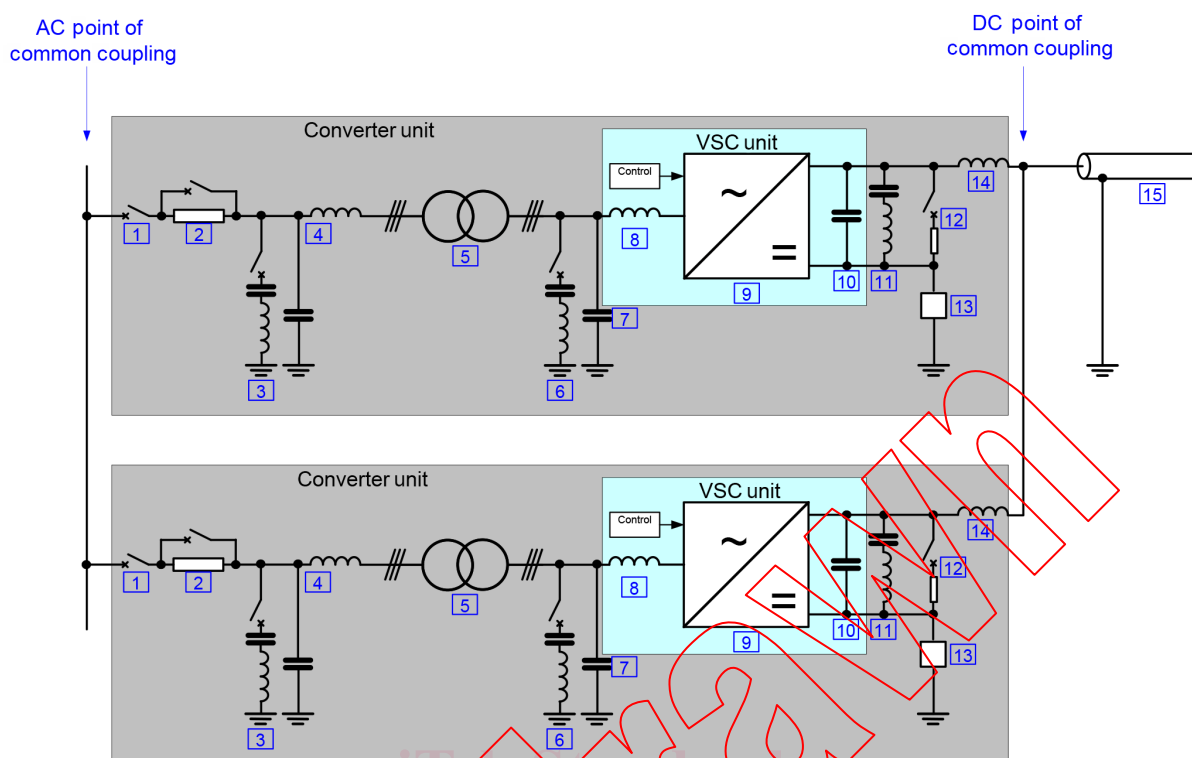 AC point of
common coupling
DC point of
common coupling
Converter unit
VSC unit
Control
1
2
3
4
5
6
7
8
9
10
11
12
13
14
15
Converter unit
VSC unit
Control
1
2
3
4
5
6
7
8
9
10
11
12
13
14